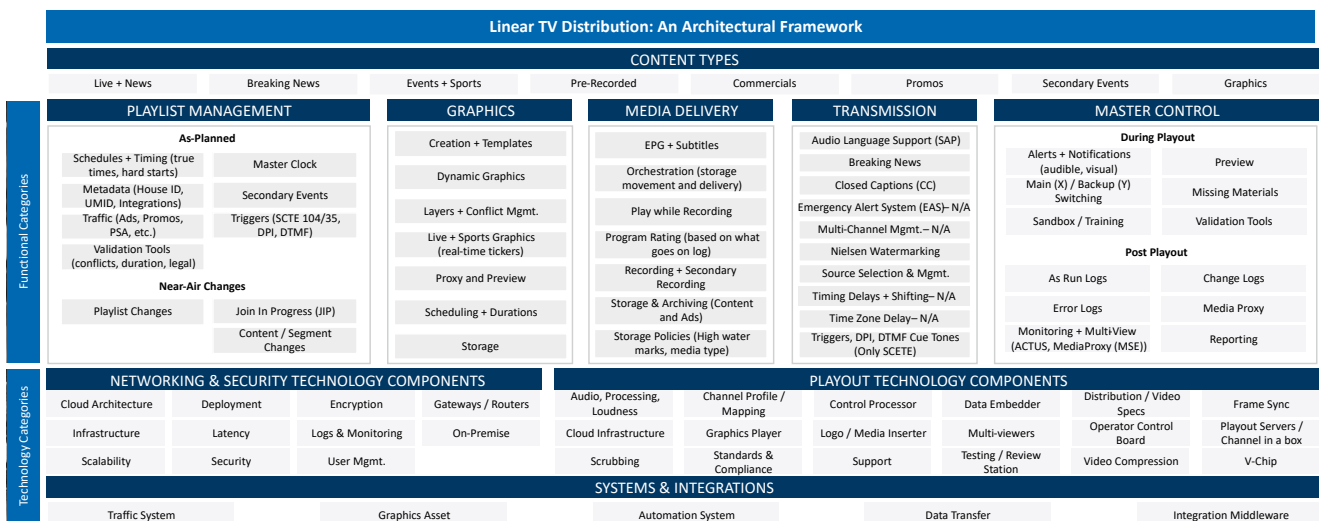 Linear TV Distribution: An Architectural Framework
CONTENT TYPES
Live + News
Breaking News
Events + Sports
Pre-Recorded
Commercials
Promos
Secondary Events
Graphics
Functional Categories
PLAYLIST MANAGEMENT
As-Planned
Schedules + Timing (true
times, hard starts)
Master Clock
Metadata (House ID,
UMID, Integrations)
Secondary Events
Traffic (Ads, Promos,
PSA, etc.)
Triggers (SCTE 104/35,
DPI, DTMF)
Validation Tools
(conflicts, duration, legal)
Near-Air Changes
Playlist Changes
Join In Progress (JIP)
Content / Segment
Changes
GRAPHICS
Creation + Templates
Dynamic Graphics
Layers + Conflict Mgmt.
Live + Sports Graphics
(real-time tickers)
Proxy and Preview
Scheduling + Durations
Storage
MEDIA DELIVERY
EPG + Subtitles
Orchestration (storage
movement and delivery)
Play while Recording
Program Rating (based on what
goes on log)
Recording + Secondary
Recording
Storage & Archiving (Content
and Ads)
Storage Policies (High water
marks, media type)
TRANSMISSION
Audio Language Support (SAP)
Breaking News
Closed Captions (CC)
Emergency Alert System (EAS)– N/A
Multi-Channel Mgmt.– N/A
Nielsen Watermarking
Source Selection & Mgmt.
Timing Delays + Shifting– N/A
Time Zone Delay– N/A
Triggers, DPI, DTMF Cue Tones
(Only SCETE)
MASTER CONTROL
During Playout
Alerts + Notifications
(audible, visual)
Preview
Main (X) / Back-up (Y)
Switching
Missing Materials
Sandbox / Training
Validation Tools
Post Playout
As Run Logs
Change Logs
Error Logs
Media Proxy
Monitoring + Multi-View
(ACTUS, MediaProxy (MSE))
Reporting
Technology Categories
NETWORKING & SECURITY TECHNOLOGY COMPONENTS
Cloud Architecture
Deployment
Encryption
Gateways / Routers
Infrastructure
Latency
Logs & Monitoring
On-Premise
Scalability
Security
User Mgmt.
PLAYOUT TECHNOLOGY COMPONENTS
Audio, Processing,
Loudness
Channel Profile /
Mapping
Control Processor
Data Embedder
Distribution / Video
Specs
Frame Sync
Cloud Infrastructure
Graphics Player
Logo / Media Inserter
Multi-viewers
Operator Control
Board
Playout Servers /
Channel in a box
Scrubbing
Standards &
Compliance
Support
Testing / Review
Station
Video Compression
V-Chip
SYSTEMS & INTEGRATIONS
Traffic System
Graphics Asset
Automation System
Data Transfer
Integration Middleware